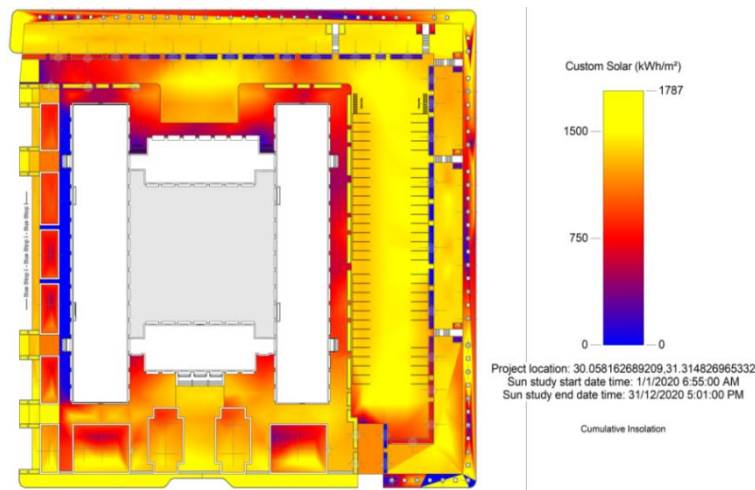 Custom Solar (kWh/m²)
1787
1500
750
0
0
Project location: 30.058162689209,31.314826965332
Sun study start date time: 1/1/2020 6:55:00 AM
Sun study end date time: 31/12/2020 5:01:00 PM
Cumulative Insolation